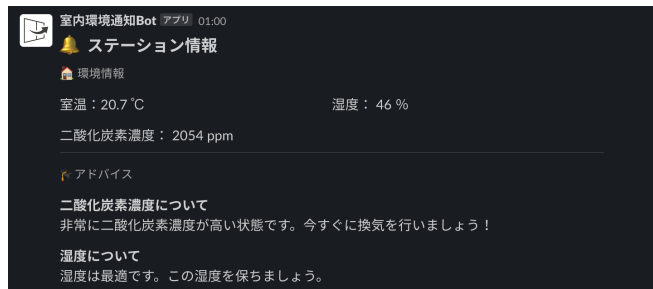 室内環境通知Bot アプリ 01:00
🔔 ステーション情報
🏠 環境情報
室温：20.7 ℃ 湿度： 46 %
二酸化炭素濃度： 2054 ppm
🎓アドバイス
二酸化炭素濃度について
非常に二酸化炭素濃度が高い状態です。今すぐに換気を行いましょう！
湿度について
湿度は最適です。この湿度を保ちましょう。